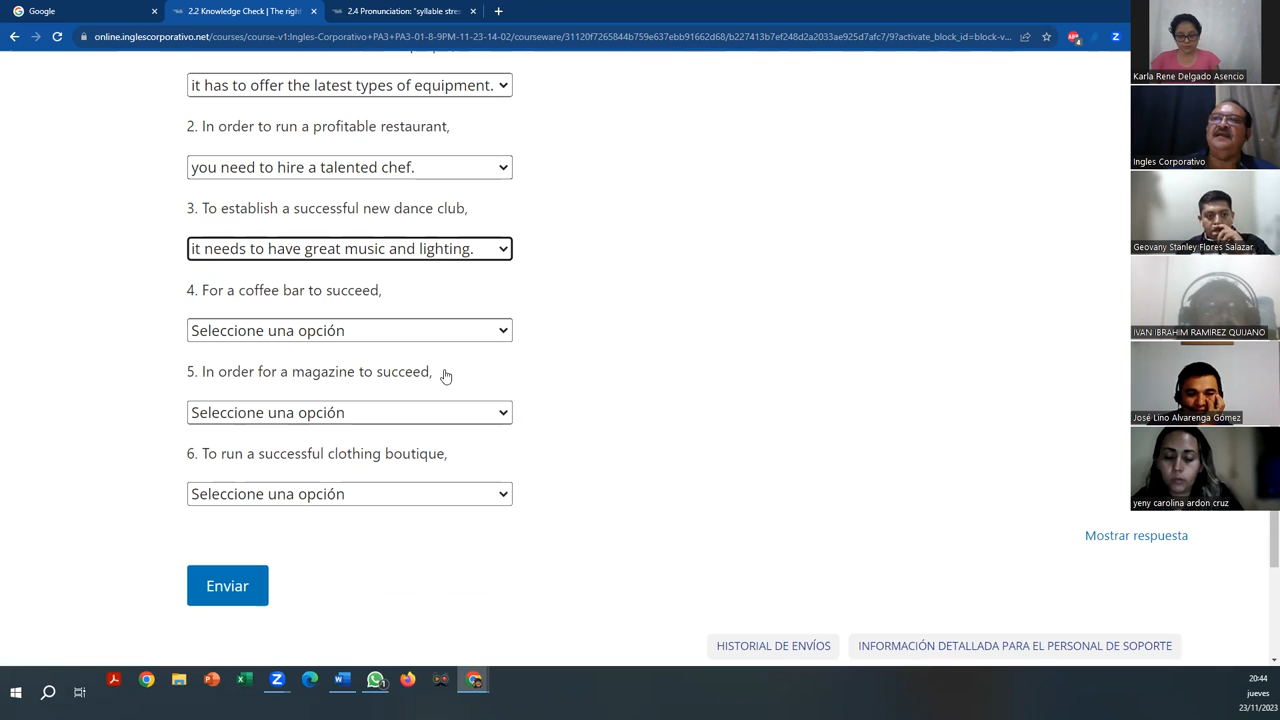 Google
2.2 Knowledge Check | The right
2.4 Pronunciation: "syllable stres
online.inglescorporativo.net/courses/course-v1:Ingles-Corporativo+PA3+PA3-01-8-9PM-11-23-14-02/courseware/31120f7265844b759e637ebb91662d68/b227413b7ef248d2a2033ae925d7afc7/9?activate_block_id=block-v...
it has to offer the latest types of equipment.
2. In order to run a profitable restaurant,
you need to hire a talented chef.
3. To establish a successful new dance club,
it needs to have great music and lighting.
4. For a coffee bar to succeed,
Seleccione una opción
5. In order for a magazine to succeed,
Seleccione una opción
6. To run a successful clothing boutique,
Seleccione una opción
Mostrar respuesta
Enviar
HISTORIAL DE ENVÍOS
INFORMACIÓN DETALLADA PARA EL PERSONAL DE SOPORTE
Karla Rene Delgado Asencio
Ingles Corporativo
Geovany Stanley Flores Salazar
IVAN IBRAHIM RAMIREZ QUIJANO
José Lino Alvarenga Gómez
yeny carolina ardon cruz
20:44
jueves
23/11/2023